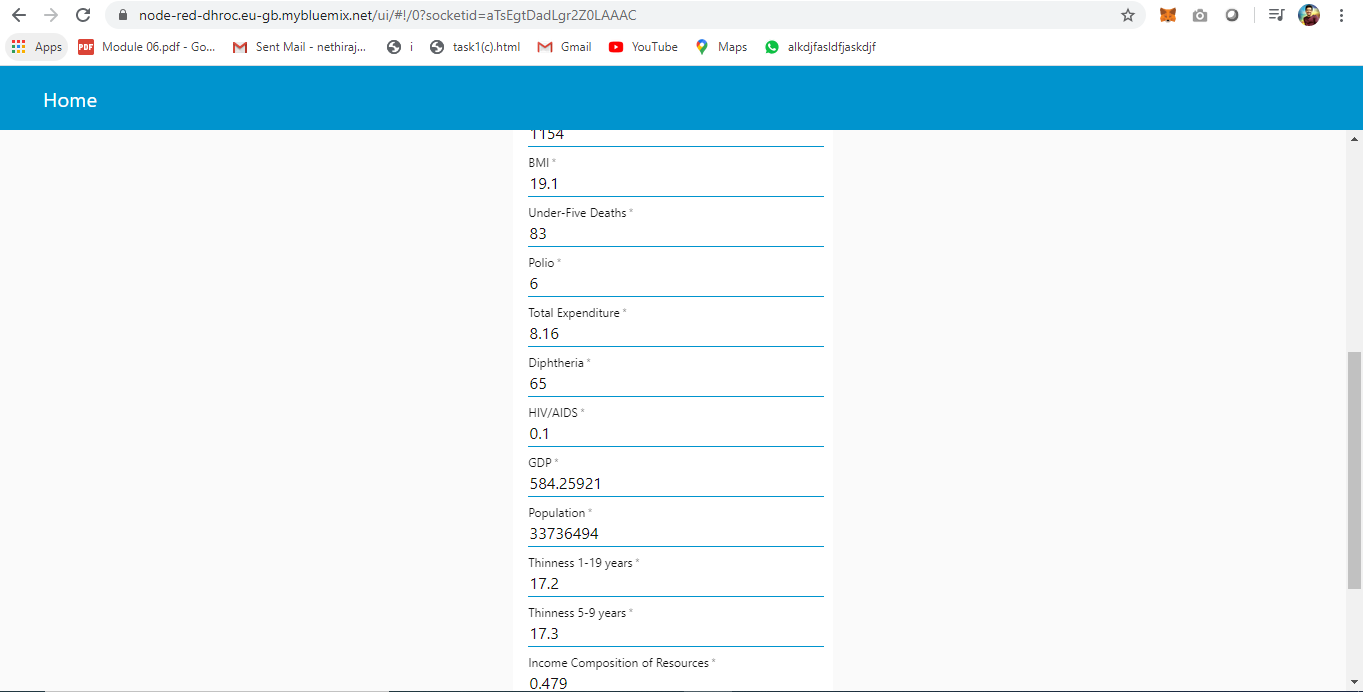 node-red-dhroc.eu-gb.mybluemix.net/ui/#!/0?socketid=aTsEgtDadLgr2Z0LAAAC
Apps PDF Module 06.pdf - Go... Sent Mail - nethiraj... i task1(c).html Gmail YouTube Maps alkdjfasldfjaskdjf
Home
1154
BMI *
19.1
Under-Five Deaths *
83
Polio *
6
Total Expenditure *
8.16
Diphtheria *
65
HIV/AIDS *
0.1
GDP *
584.25921
Population *
33736494
Thinness 1-19 years *
17.2
Thinness 5-9 years *
17.3
Income Composition of Resources *
0.479